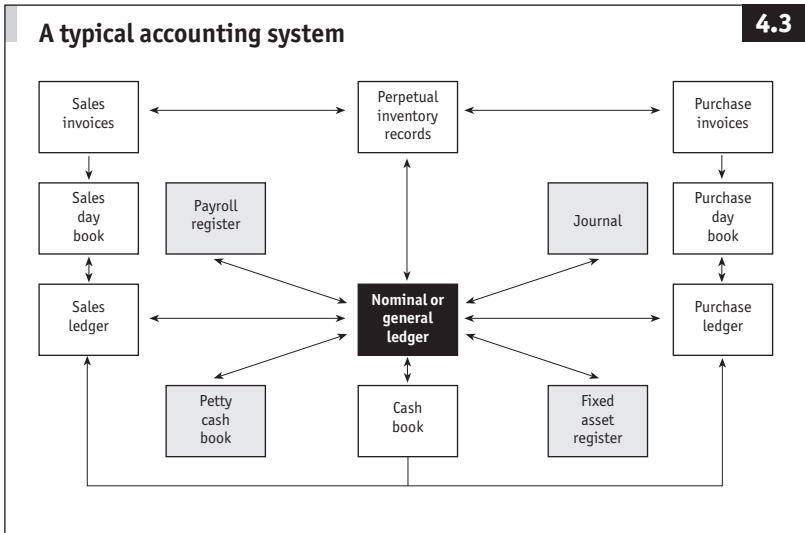 A typical accounting system
4.3
Sales
invoices
Perpetual
inventory
records
Purchase
invoices
Sales
day
book
Payroll
register
Journal
Purchase
day
book
Sales
ledger
Nominal or
general
ledger
Purchase
ledger
Petty
cash
book
Cash
book
Fixed
asset
register